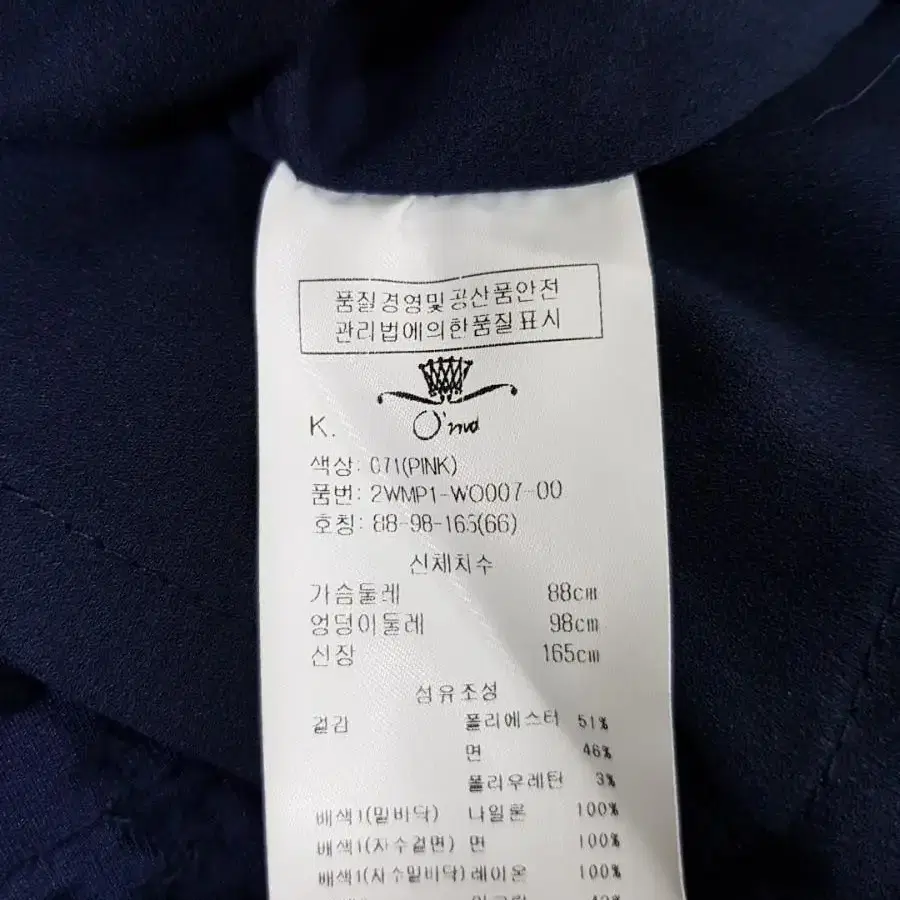 품질경영및공산품안전
관리법에의한품질표시
K. O'2nd
색상: 071(PINK)
품번: 2WMP1-WO007-00
호칭: 88-98-165(66)
신체치수
가슴둘레 88cm
엉덩이둘레 98cm
신장 165cm
섬유조성
겉감 폴리에스터 51%
면 46%
폴리우레탄 3%
배색1(밑바닥) 나일론 100%
배색1(자수겉면) 면 100%
배색1(자수밑바닥) 레이온 100%